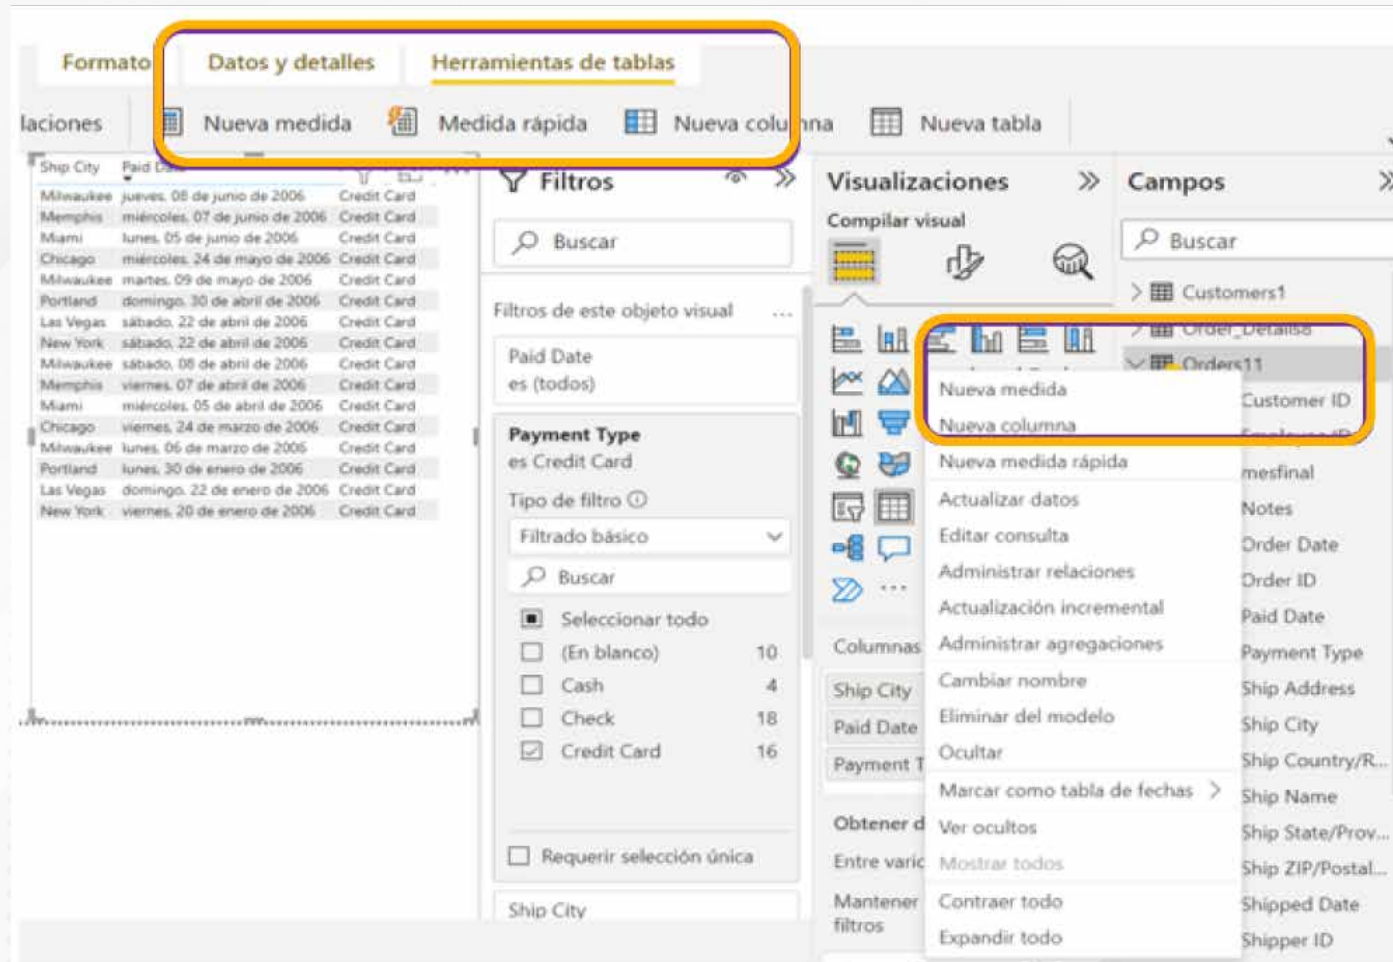 Formato Datos y detalles Herramientas de tablas
laciones Nueva medida Medida rápida Nueva columna Nueva tabla
Ship City Paid
Milwaukee jueves, 08 de junio de 2006 Credit Card
Memphis miércoles, 07 de junio de 2006 Credit Card
Miami lunes, 05 de junio de 2006 Credit Card
Chicago miércoles, 24 de mayo de 2006 Credit Card
Milwaukee martes, 09 de mayo de 2006 Credit Card
Portland domingo, 30 de abril de 2006 Credit Card
Las Vegas sábado, 22 de abril de 2006 Credit Card
New York sábado, 22 de abril de 2006 Credit Card
Milwaukee sábado, 08 de abril de 2006 Credit Card
Memphis viernes, 07 de abril de 2006 Credit Card
Miami miércoles, 05 de abril de 2006 Credit Card
Chicago viernes, 24 de marzo de 2006 Credit Card
Milwaukee lunes, 06 de marzo de 2006 Credit Card
Portland lunes, 30 de enero de 2006 Credit Card
Las Vegas domingo, 22 de enero de 2006 Credit Card
New York viernes, 20 de enero de 2006 Credit Card
Filtros
Buscar
Filtros de este objeto visual ...
Paid Date
es (todos)
Payment Type
es Credit Card
Tipo de filtro
Filtrado básico
Buscar
Seleccionar todo
(En blanco) 10
Cash 4
Check 18
Credit Card 16
Requerir selección única
Ship City
Visualizaciones
Compilar visual
Columnas
Ship City
Paid Date
Payment T
Obtener d
Entre varic
Mantener
filtros
Nueva medida
Nueva columna
Nueva medida rápida
Actualizar datos
Editar consulta
Administrar relaciones
Actualización incremental
Administrar agregaciones
Cambiar nombre
Eliminar del modelo
Ocultar
Marcar como tabla de fechas
Ver ocultos
Mostrar todos
Contraer todo
Expandir todo
Campos
Buscar
Customers1
Order_Details8
Orders11
Customer ID
Employee ID
mesfinal
Notes
Order Date
Order ID
Paid Date
Payment Type
Ship Address
Ship City
Ship Country/R...
Ship Name
Ship State/Prov...
Ship ZIP/Postal...
Shipped Date
Shipper ID